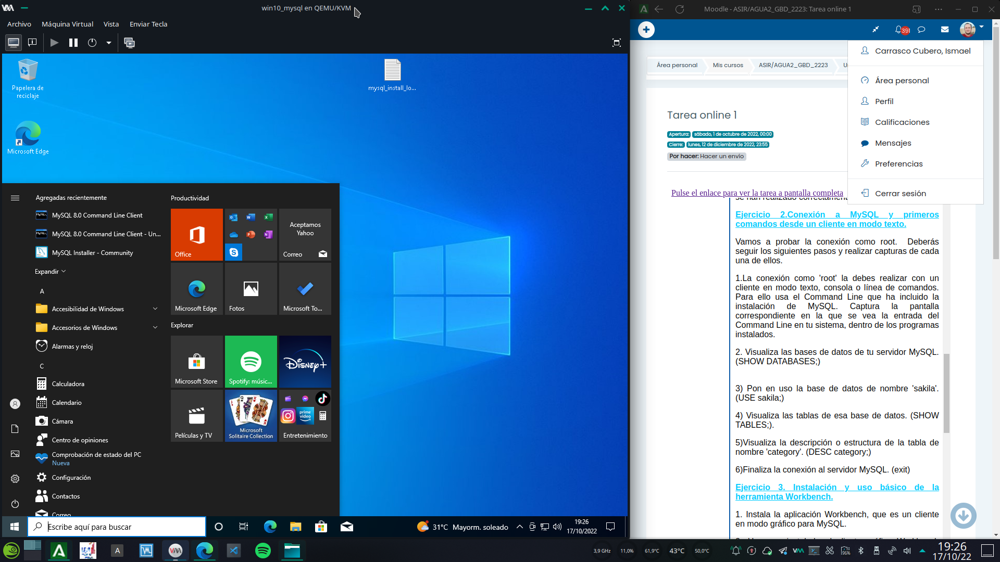 win10_mysql en QEMU/KVM
Archivo
Máquina Virtual
Vista
Enviar Tecla
Papelera de
reciclaje
mysql_install_lo...
Microsoft Edge
Agregadas recientemente
MySQL 8.0 Command Line Client
MySQL 8.0 Command Line Client - Un...
MySQL Installer - Community
Expandir
A
Accesibilidad de Windows
Accesorios de Windows
Alarmas y reloj
C
Calculadora
Calendario
Cámara
Centro de opiniones
Comprobación de estado del PC
Nueva
Configuración
Contactos
Correo
Productividad
Office
Aceptamos
Yahoo
Correo
Microsoft Edge
Fotos
Microsoft To...
Explorar
Microsoft Store
Spotify: músic...
Disney+
Películas y TV
Microsoft
Solitaire Collection
prime
video
Entretenimiento
Escribe aquí para buscar
31°C Mayorm. soleado
19:26
17/10/2022
Moodle - ASIR/AGUA2_GBD_2223: Tarea online 1
391
Área personal
Mis cursos
ASIR/AGUA2_GBD_2223
Carrasco Cubero, Ismael
Área personal
Perfil
Calificaciones
Mensajes
Preferencias
Cerrar sesión
Tarea online 1
Apertura: sábado, 1 de octubre de 2022, 00:00
Cierre: lunes, 12 de diciembre de 2022, 23:55
Por hacer: Hacer un envío
Pulse el enlace para ver la tarea a pantalla completa
se han realizado correctament
Ejercicio 2.Conexión a MySQL y primeros
comandos desde un cliente en modo texto.
Vamos a probar la conexión como root. Deberás
seguir los siguientes pasos y realizar capturas de cada
una de ellos.
1.La conexión como 'root' la debes realizar con un
cliente en modo texto, consola o línea de comandos.
Para ello usa el Command Line que ha incluido la
instalación de MySQL. Captura la pantalla
correspondiente en la que se vea la entrada del
Command Line en tu sistema, dentro de los programas
instalados.
2. Visualiza las bases de datos de tu servidor MySQL.
(SHOW DATABASES;)
3) Pon en uso la base de datos de nombre 'sakila'.
(USE sakila;)
4) Visualiza las tablas de esa base de datos. (SHOW
TABLES;).
5)Visualiza la descripción o estructura de la tabla de
nombre 'category'. (DESC category;)
6)Finaliza la conexión al servidor MySQL. (exit)
Ejercicio 3. Instalación y uso básico de la
herramienta Workbench.
1. Instala la aplicación Workbench, que es un cliente
en modo gráfico para MySQL.
3,9 GHz
11,0%
61,9°C
43°C
50,0°C
96%
19:26
17/10/22